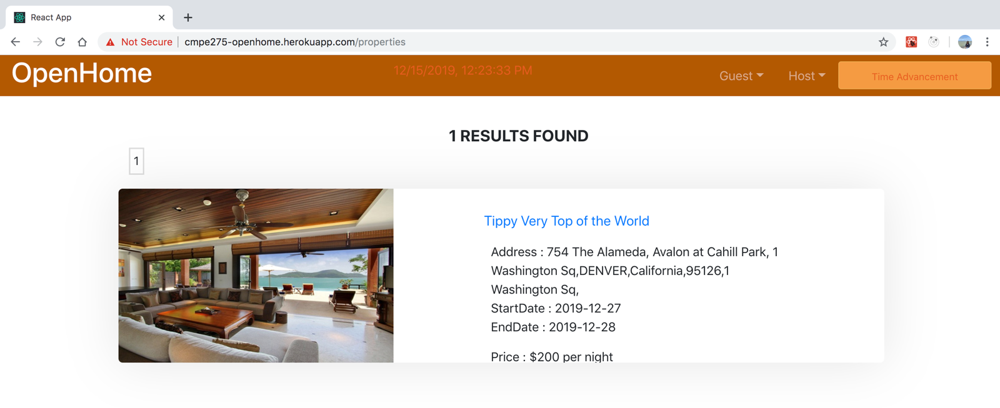 React App
Not Secure | cmpe275-openhome.herokuapp.com/properties
OpenHome
12/15/2019, 12:23:33 PM
Guest
Host
Time Advancement
1 RESULTS FOUND
1
Tippy Very Top of the World
Address : 754 The Alameda, Avalon at Cahill Park, 1
Washington Sq,DENVER,California,95126,1
Washington Sq,
StartDate : 2019-12-27
EndDate : 2019-12-28
Price : $200 per night